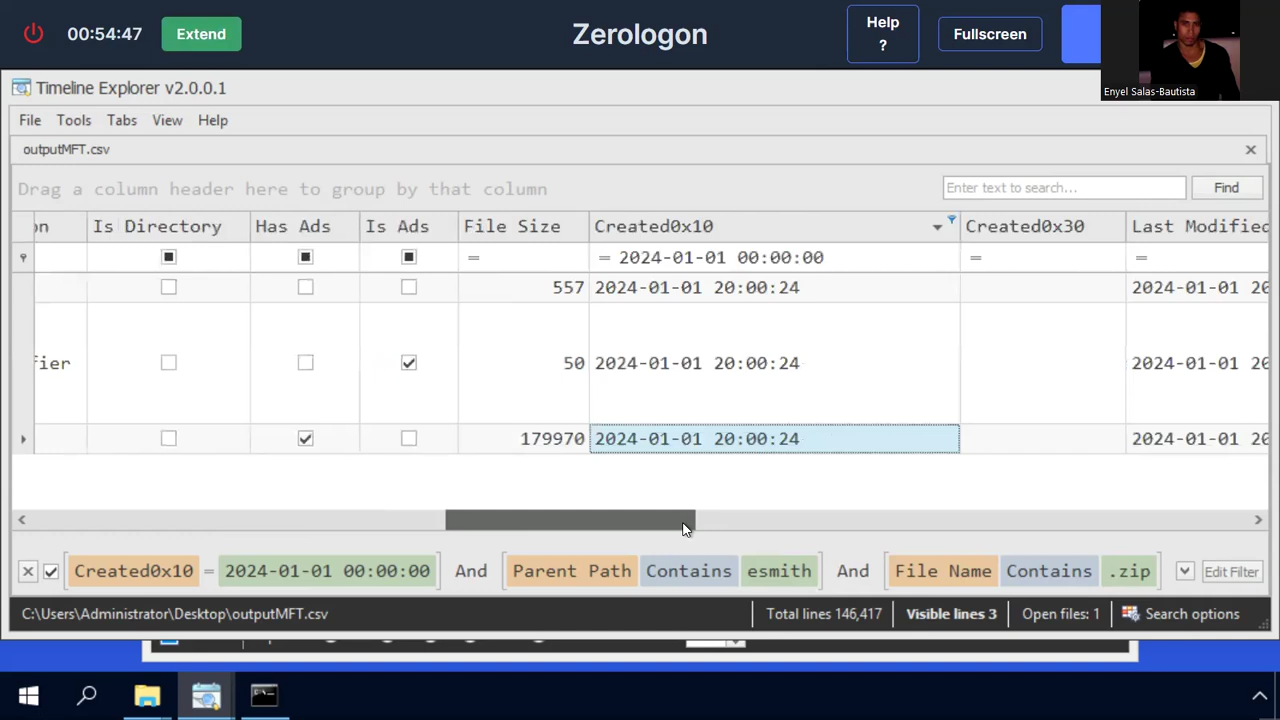 00:54:47 Extend Zerologon Help ? Fullscreen
Enyel Salas-Bautista
Timeline Explorer v2.0.0.1
File Tools Tabs View Help
outputMFT.csv
Drag a column header here to group by that column Enter text to search... Find
on Is Directory Has Ads Is Ads File Size Created0x10 Created0x30 Last Modified
= = 2024-01-01 00:00:00 = =
557 2024-01-01 20:00:24 2024-01-01 20
fier 50 2024-01-01 20:00:24 2024-01-01 20
179970 2024-01-01 20:00:24 2024-01-01 20
Created0x10 = 2024-01-01 00:00:00 And Parent Path Contains esmith And File Name Contains .zip Edit Filter
C:\Users\Administrator\Desktop\outputMFT.csv Total lines 146,417 Visible lines 3 Open files: 1 Search options